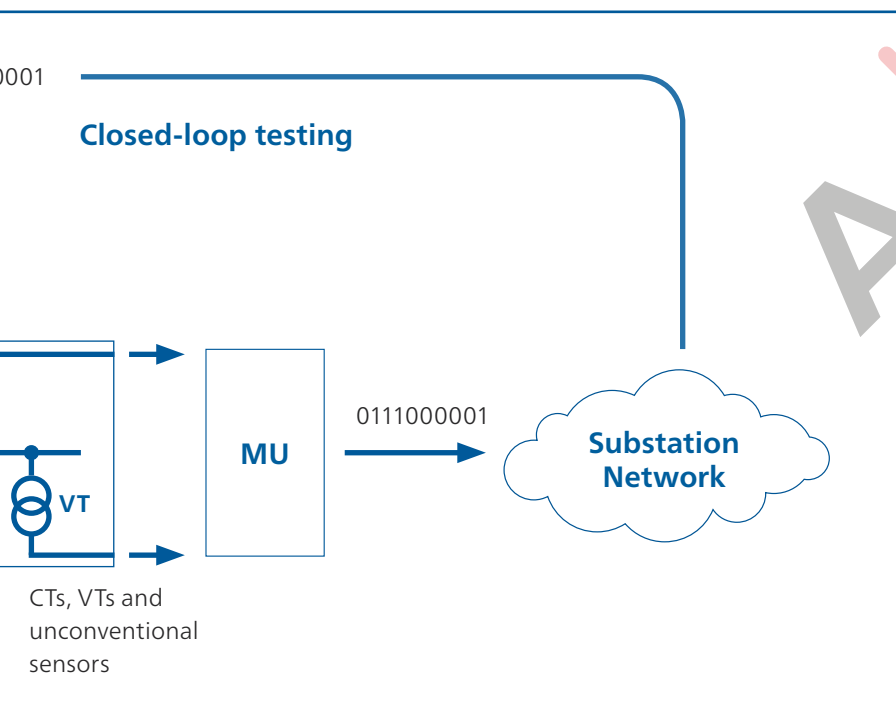 0001
Closed-loop testing
0111000001
MU
Substation
Network
VT
CTs, VTs and
unconventional
sensors
A